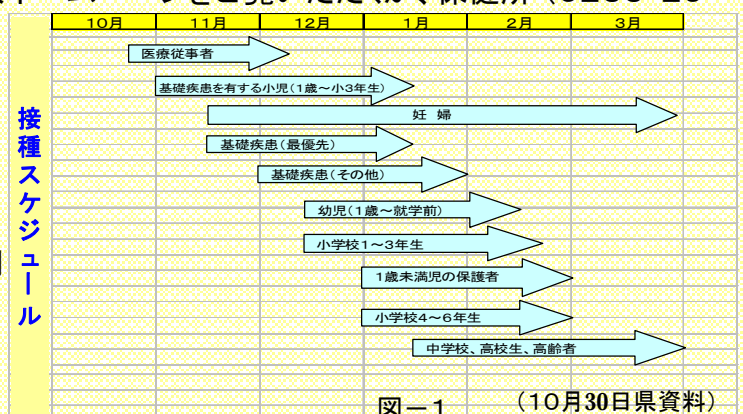 10月 11月 12月 1月 2月 3月
接種スケジュール
医療従事者
基礎疾患を有する小児(1歳～小3年生)
妊 婦
基礎疾患(最優先)
基礎疾患(その他)
幼児(1歳～就学前)
小学校1～3年生
1歳未満児の保護者
小学校4～6年生
中学校、高校生、高齢者
図－1 (10月30日県資料)